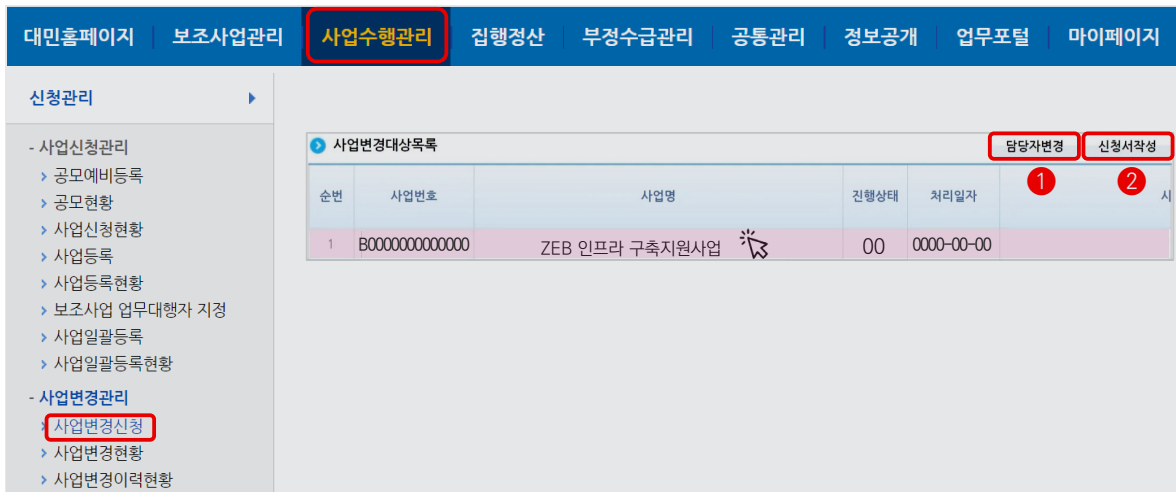 대민홈페이지 보조사업관리 사업수행관리 집행정산 부정수급관리 공통관리 정보공개 업무포털 마이페이지
신청관리
- 사업신청관리
> 공모예비등록
> 공모현황
> 사업신청현황
> 사업등록
> 사업등록현황
> 보조사업 업무대행자 지정
> 사업일괄등록
> 사업일괄등록현황
- 사업변경관리
> 사업변경신청
> 사업변경현황
> 사업변경이력현황
사업변경대상목록 담당자변경 신청서작성
1 2
순번 사업번호 사업명 진행상태 처리일자 시
1 B0000000000000 ZEB 인프라 구축지원사업 00 0000-00-00